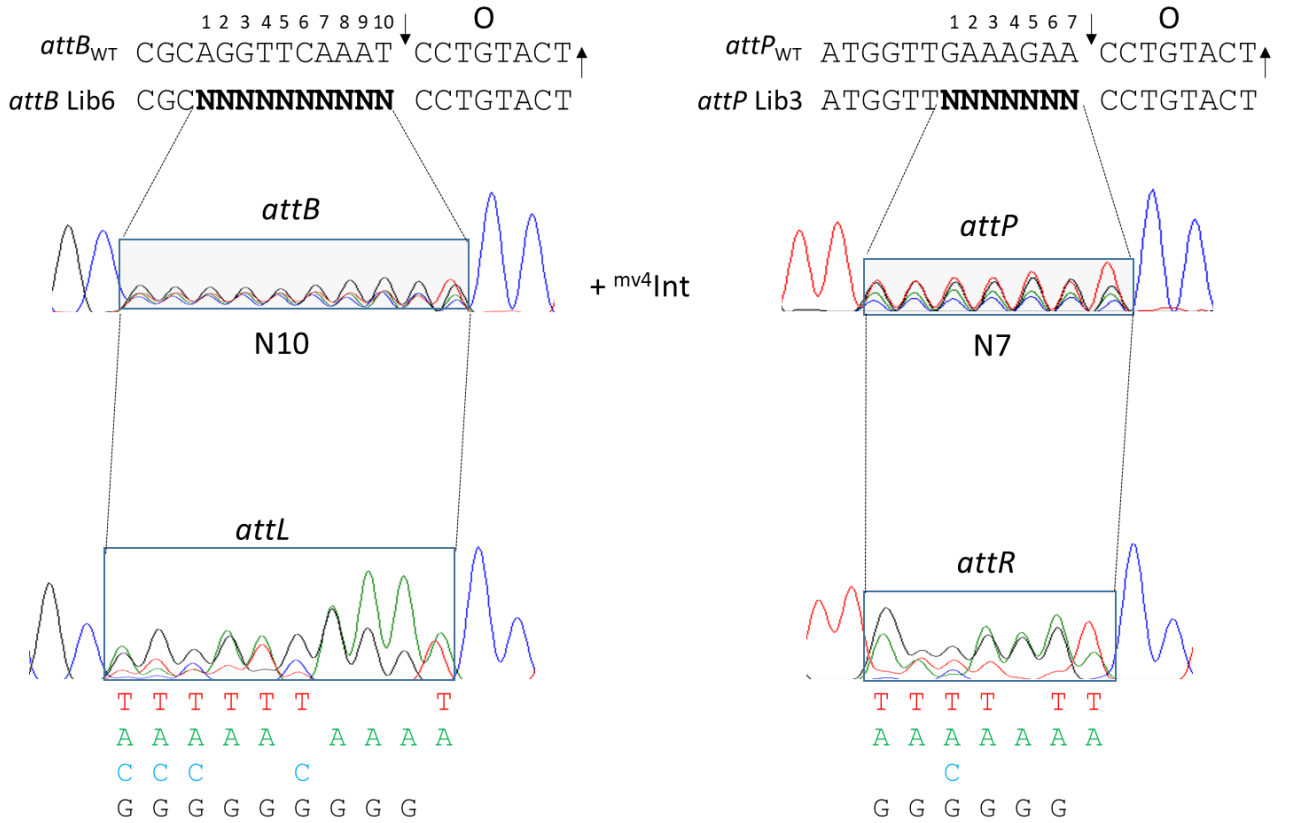 1 2 3 4 5 6 7 8 9 10 O
attBWT CGCAGGTTCAAAT CCTGTACT
attB Lib6 CGCNNNNNNNNNN CCTGTACT
attB
N10
+ mv4Int
attL
T T T T T T T
A A A A A A A A A
C C C C
G G G G G G G G G
1 2 3 4 5 6 7 O
attPWT ATGGTTGAAAGAA CCTGTACT
attP Lib3 ATGGTTNNNNNNN CCTGTACT
attP
N7
attR
T T T T T T
A A A A A A A
C
G G G G G G